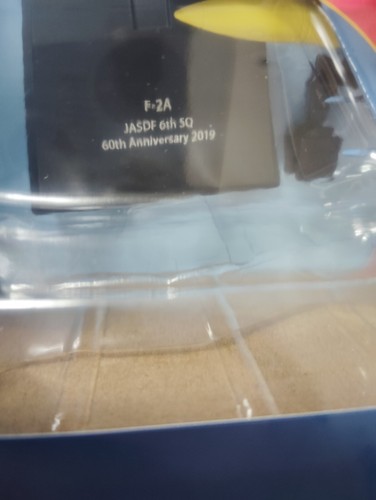 F-2A
JASDF 6th SQ
60th Anniversary 2019